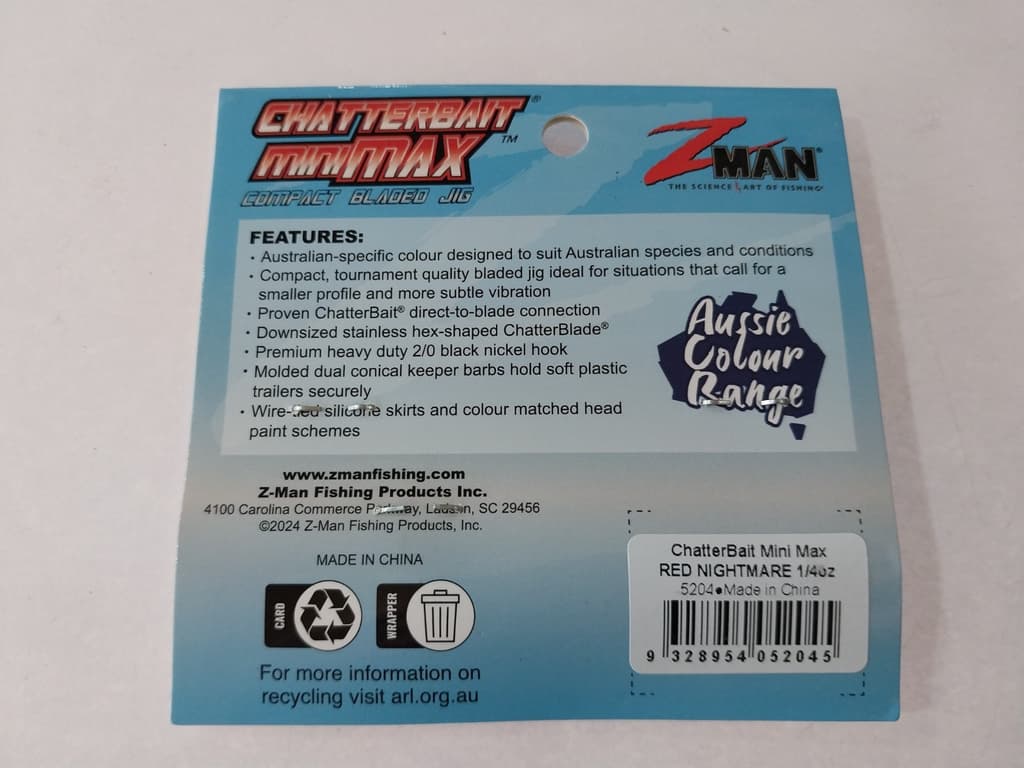 CHATTERBAIT®
MINIMAX™
COMPACT BLADED JIG
ZMAN®
THE SCIENCE & ART OF FISHING®
FEATURES:
• Australian-specific colour designed to suit Australian species and conditions
• Compact, tournament quality bladed jig ideal for situations that call for a
smaller profile and more subtle vibration
• Proven ChatterBait® direct-to-blade connection
• Downsized stainless hex-shaped ChatterBlade®
• Premium heavy duty 2/0 black nickel hook
• Molded dual conical keeper barbs hold soft plastic
trailers securely
• Wire-tied silicone skirts and colour matched head
paint schemes
Aussie
Colour
Range
www.zmanfishing.com
Z-Man Fishing Products Inc.
4100 Carolina Commerce Parkway, Ladson, SC 29456
©2024 Z-Man Fishing Products, Inc.
MADE IN CHINA
CARD
WRAPPER
For more information on
recycling visit arl.org.au
ChatterBait Mini Max
RED NIGHTMARE 1/4oz
5204•Made in China
9 328954 052045